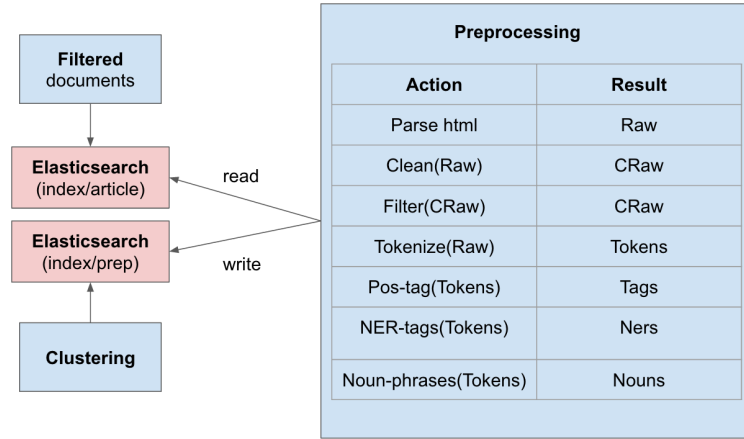 Filtered
documents
Elasticsearch
(index/article)
Elasticsearch
(index/prep)
Clustering
read
write
Preprocessing
Action Result
Parse html Raw
Clean(Raw) CRaw
Filter(CRaw) CRaw
Tokenize(Raw) Tokens
Pos-tag(Tokens) Tags
NER-tags(Tokens) Ners
Noun-phrases(Tokens) Nouns